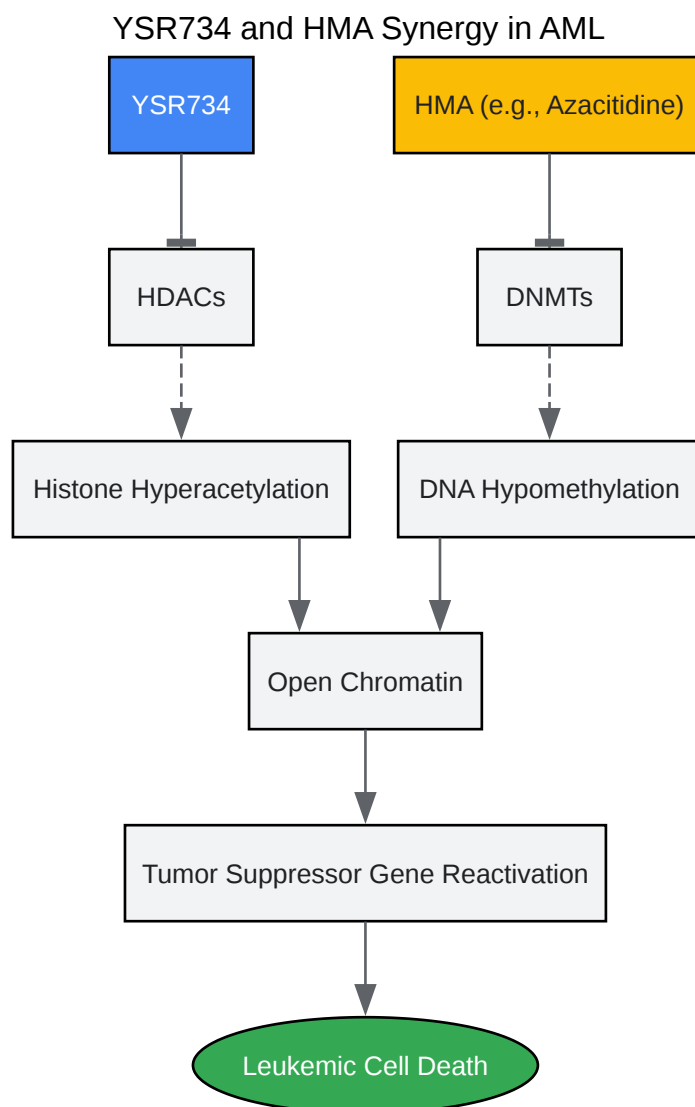 YSR734 and HMA Synergy in AML
YSR734
HMA (e.g., Azacitidine)
HDACs
DNMTs
Histone Hyperacetylation
DNA Hypomethylation
Open Chromatin
Tumor Suppressor Gene Reactivation
Leukemic Cell Death